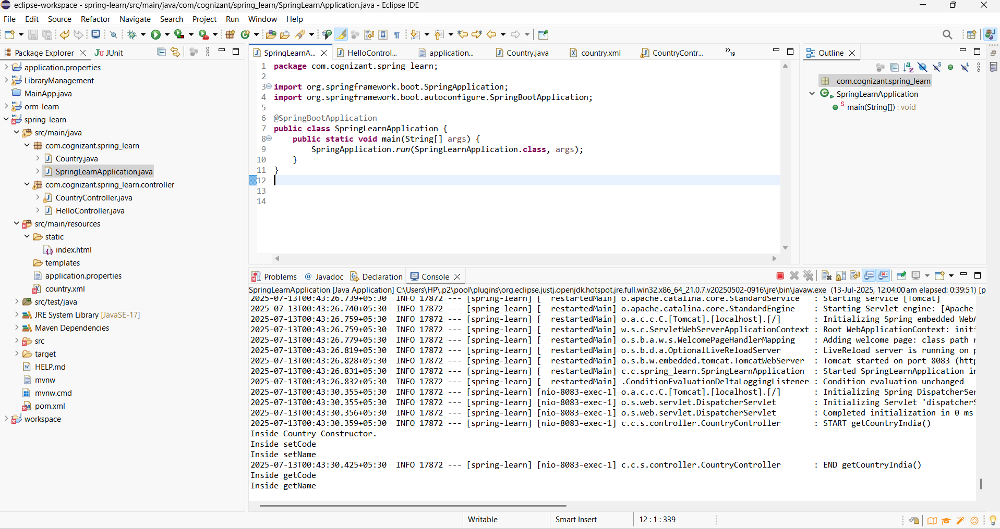 eclipse-workspace - spring-learn/src/main/java/com/cognizant/spring_learn/SpringLearnApplication.java - Eclipse IDE
File Edit Source Refactor Navigate Search Project Run Window Help
Package Explorer
JUnit
application.properties
LibraryManagement
MainApp.java
orm-learn
spring-learn
src/main/java
com.cognizant.spring_learn
Country.java
SpringLearnApplication.java
com.cognizant.spring_learn.controller
CountryController.java
HelloController.java
src/main/resources
static
index.html
templates
application.properties
country.xml
src/test/java
JRE System Library [JavaSE-17]
Maven Dependencies
src
target
HELP.md
mvnw
mvnw.cmd
pom.xml
workspace
SpringLearnA... HelloControl... application... Country.java country.xml CountryContr... »19
1 package com.cognizant.spring_learn;
2
3 import org.springframework.boot.SpringApplication;
4 import org.springframework.boot.autoconfigure.SpringBootApplication;
5
6 @SpringBootApplication
7 public class SpringLearnApplication {
8 public static void main(String[] args) {
9 SpringApplication.run(SpringLearnApplication.class, args);
10 }
11 }
12
13
14
Outline
com.cognizant.spring_learn
SpringLearnApplication
main(String[]) : void
Problems @ Javadoc Declaration Console
SpringLearnApplication [Java Application] C:\Users\HP\.p2\pool\plugins\org.eclipse.justj.openjdk.hotspot.jre.full.win32.x86_64_21.0.7.v20250502-0916\jre\bin\javaw.exe (13-Jul-2025, 12:04:00 am elapsed: 0:39:51) [p
2025-07-13T00:43:26.739+05:30 INFO 17872 --- [spring-learn] [ restartedMain] o.apache.catalina.core.StandardService : Starting service [Tomcat]
2025-07-13T00:43:26.740+05:30 INFO 17872 --- [spring-learn] [ restartedMain] o.apache.catalina.core.StandardEngine : Starting Servlet engine: [Apache
2025-07-13T00:43:26.759+05:30 INFO 17872 --- [spring-learn] [ restartedMain] o.a.c.c.C.[Tomcat].[localhost].[/] : Initializing Spring embedded Web
2025-07-13T00:43:26.759+05:30 INFO 17872 --- [spring-learn] [ restartedMain] w.s.c.ServletWebServerApplicationContext : Root WebApplicationContext: initi
2025-07-13T00:43:26.779+05:30 INFO 17872 --- [spring-learn] [ restartedMain] o.s.b.a.w.s.WelcomePageHandlerMapping : Adding welcome page: class path
2025-07-13T00:43:26.819+05:30 INFO 17872 --- [spring-learn] [ restartedMain] o.s.b.d.a.OptionalLiveReloadServer : LiveReload server is running on
2025-07-13T00:43:26.828+05:30 INFO 17872 --- [spring-learn] [ restartedMain] o.s.b.w.embedded.tomcat.TomcatWebServer : Tomcat started on port 8083 (htt
2025-07-13T00:43:26.831+05:30 INFO 17872 --- [spring-learn] [ restartedMain] c.c.spring_learn.SpringLearnApplication : Started SpringLearnApplication i
2025-07-13T00:43:26.832+05:30 INFO 17872 --- [spring-learn] [ restartedMain] .ConditionEvaluationDeltaLoggingListener : Condition evaluation unchanged
2025-07-13T00:43:30.355+05:30 INFO 17872 --- [spring-learn] [nio-8083-exec-1] o.a.c.c.C.[Tomcat].[localhost].[/] : Initializing Spring DispatcherSer
2025-07-13T00:43:30.355+05:30 INFO 17872 --- [spring-learn] [nio-8083-exec-1] o.s.web.servlet.DispatcherServlet : Initializing Servlet 'dispatcherS
2025-07-13T00:43:30.356+05:30 INFO 17872 --- [spring-learn] [nio-8083-exec-1] o.s.web.servlet.DispatcherServlet : Completed initialization in 0 ms
2025-07-13T00:43:30.359+05:30 INFO 17872 --- [spring-learn] [nio-8083-exec-1] c.c.s.controller.CountryController : START getCountryIndia()
Inside Country Constructor.
Inside setCode
Inside setName
2025-07-13T00:43:30.425+05:30 INFO 17872 --- [spring-learn] [nio-8083-exec-1] c.c.s.controller.CountryController : END getCountryIndia()
Inside getCode
Inside getName
Writable Smart Insert 12 : 1 : 339